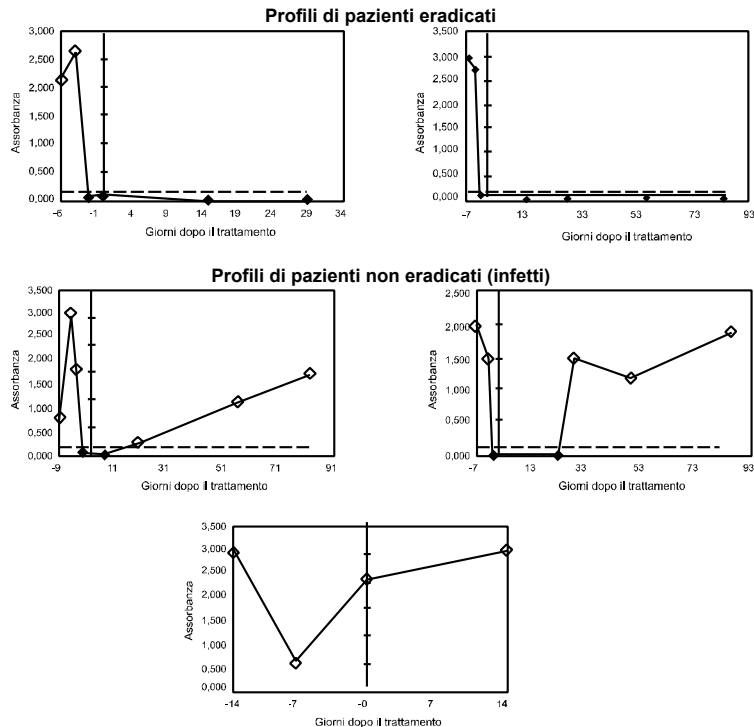 Profili di pazienti eradicati
Assorbanza
3,000
2,500
2,000
1,500
1,000
0,500
0,000
-6 -1 4 9 14 19 24 29 34
Giorni dopo il trattamento
Assorbanza
3,500
3,000
2,500
2,000
1,500
1,000
0,500
0,000
-7 13 33 53 73 93
Giorni dopo il trattamento
Profili di pazienti non eradicati (infetti)
Assorbanza
3,500
3,000
2,500
2,000
1,500
1,000
0,500
0,000
-9 11 31 51 71 91
Giorni dopo il trattamento
Assorbanza
2,500
2,000
1,500
1,000
0,500
0,000
-7 13 33 53 73 93
Giorni dopo il trattamento
Assorbanza
3,500
3,000
2,500
2,000
1,500
1,000
0,500
0,000
-14 -7 -0 7 14
Giorni dopo il trattamento